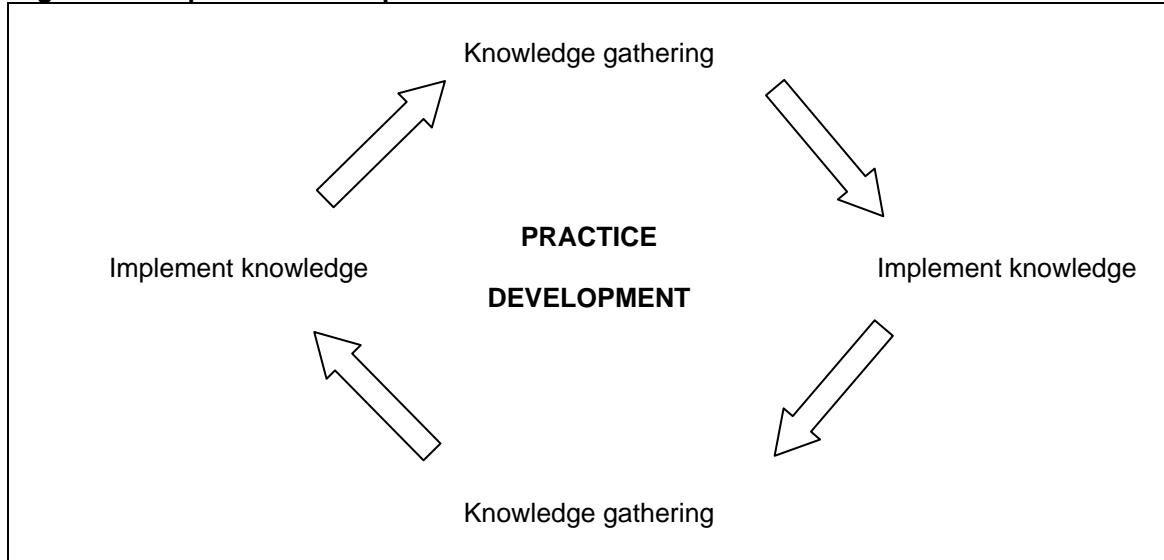 Knowledge gathering
PRACTICE
Implement knowledge
Implement knowledge
DEVELOPMENT
Knowledge gathering